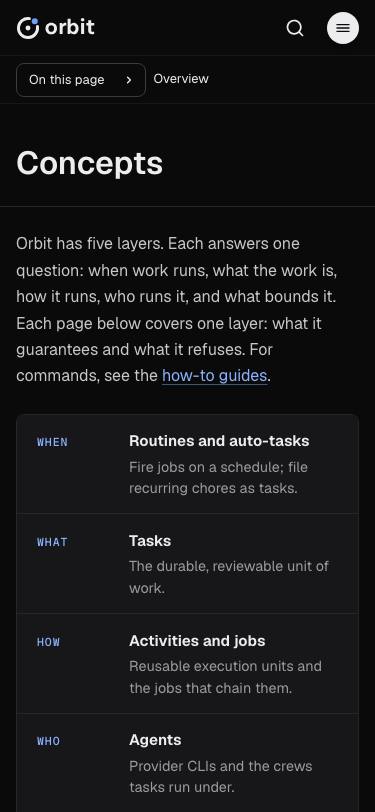 orbit
On this page
Overview
Concepts
Orbit has five layers. Each answers one
question: when work runs, what the work is,
how it runs, who runs it, and what bounds it.
Each page below covers one layer: what it
guarantees and what it refuses. For
commands, see the how-to guides.
WHEN
Routines and auto-tasks
Fire jobs on a schedule; file
recurring chores as tasks.
WHAT
Tasks
The durable, reviewable unit of
work.
HOW
Activities and jobs
Reusable execution units and
the jobs that chain them.
WHO
Agents
Provider CLIs and the crews
tasks run under.